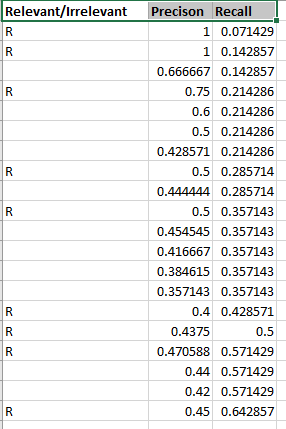 Relevant/Irrelevant Precison Recall
R 1 0.071429
R 1 0.142857
0.666667 0.142857
R 0.75 0.214286
0.6 0.214286
0.5 0.214286
0.428571 0.214286
R 0.5 0.285714
0.444444 0.285714
R 0.5 0.357143
0.454545 0.357143
0.416667 0.357143
0.384615 0.357143
0.357143 0.357143
R 0.4 0.428571
R 0.4375 0.5
R 0.470588 0.571429
0.44 0.571429
0.42 0.571429
R 0.45 0.642857